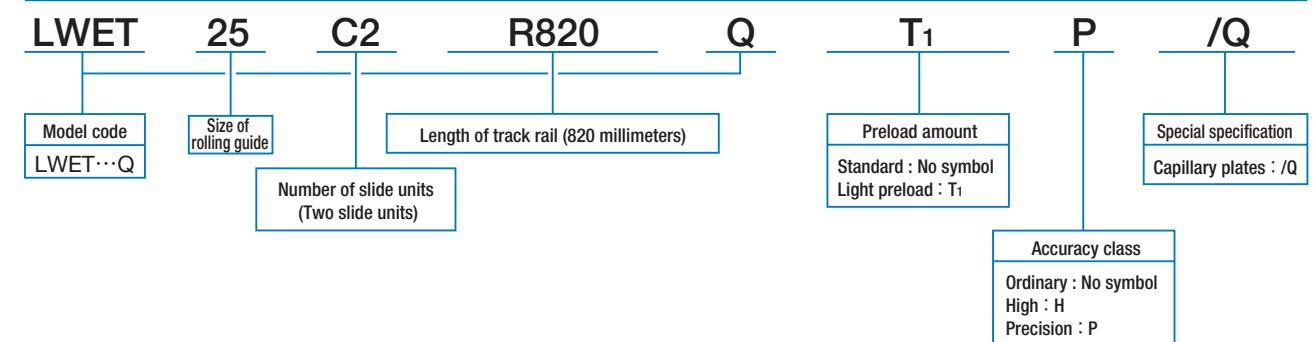 LWET 25 C2 R820 Q T1 P /Q
Model code
LWET…Q
Size of
rolling guide
Number of slide units
(Two slide units)
Length of track rail (820 millimeters)
Preload amount
Standard : No symbol
Light preload：T1
Accuracy class
Ordinary : No symbol
High：H
Precision：P
Special specification
Capillary plates：/Q